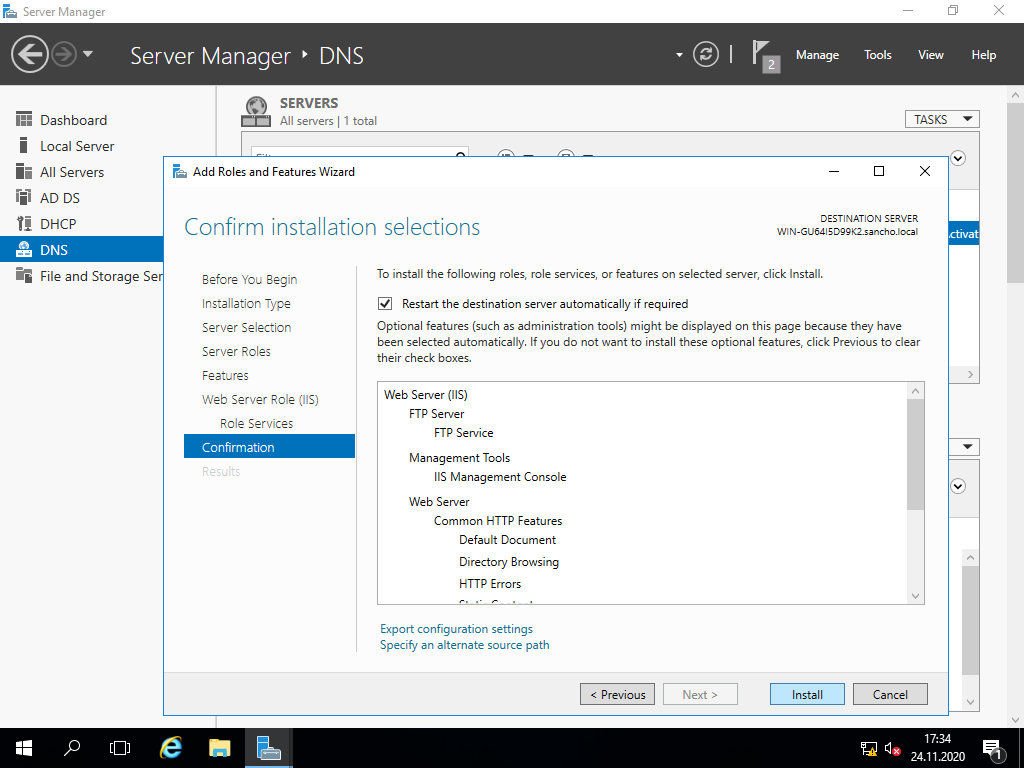 Server Manager
Server Manager ‣ DNS
2
Manage
Tools
View
Help
Dashboard
Local Server
All Servers
AD DS
DHCP
DNS
File and Storage Ser
SERVERS
All servers | 1 total
TASKS
Add Roles and Features Wizard
Confirm installation selections
DESTINATION SERVER
WIN-GU64I5D99K2.sancho.local
Before You Begin
Installation Type
Server Selection
Server Roles
Features
Web Server Role (IIS)
Role Services
Confirmation
Results
To install the following roles, role services, or features on selected server, click Install.
Restart the destination server automatically if required
Optional features (such as administration tools) might be displayed on this page because they have
been selected automatically. If you do not want to install these optional features, click Previous to clear
their check boxes.
Web Server (IIS)
FTP Server
FTP Service
Management Tools
IIS Management Console
Web Server
Common HTTP Features
Default Document
Directory Browsing
HTTP Errors
Export configuration settings
Specify an alternate source path
< Previous
Next >
Install
Cancel
17:34
24.11.2020
1